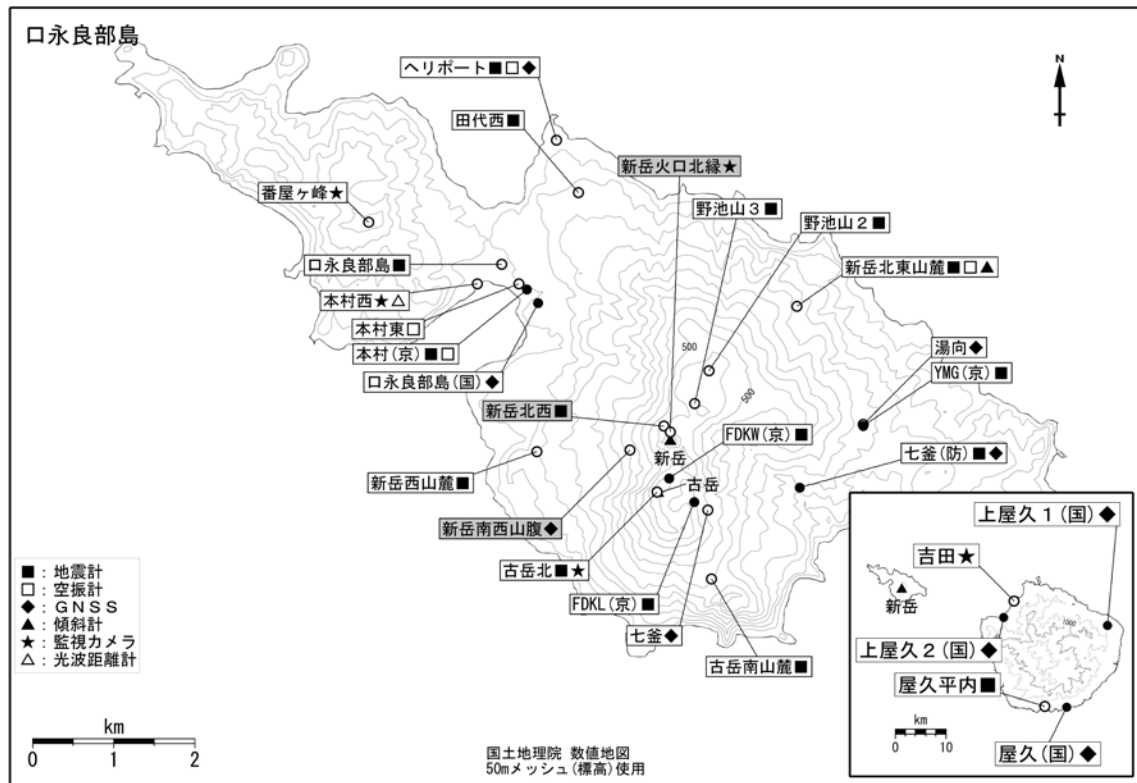 口永良部島
N
ヘリポート■□◆
田代西■
新岳火口北縁★
番屋ヶ峰★
野池山３■
野池山２■
口永良部島■
新岳北東山麓■□▲
本村西★△
本村東□
本村(京)■□
口永良部島(国)◆
500
500
湯向◆
YMG(京)■
新岳北西■
FDKW(京)■
新岳
七釜(防)■◆
新岳西山麓■
古岳
新岳南西山腹◆
古岳北■★
FDKL(京)■
七釜◆
古岳南山麓■
■：地震計
□：空振計
◆：ＧＮＳＳ
▲：傾斜計
★：監視カメラ
△：光波距離計
km
0 1 2
国土地理院 数値地図
50mメッシュ(標高)使用
上屋久１(国)◆
吉田★
新岳
1000
上屋久２(国)◆
屋久平内■
km
0 10
屋久(国)◆